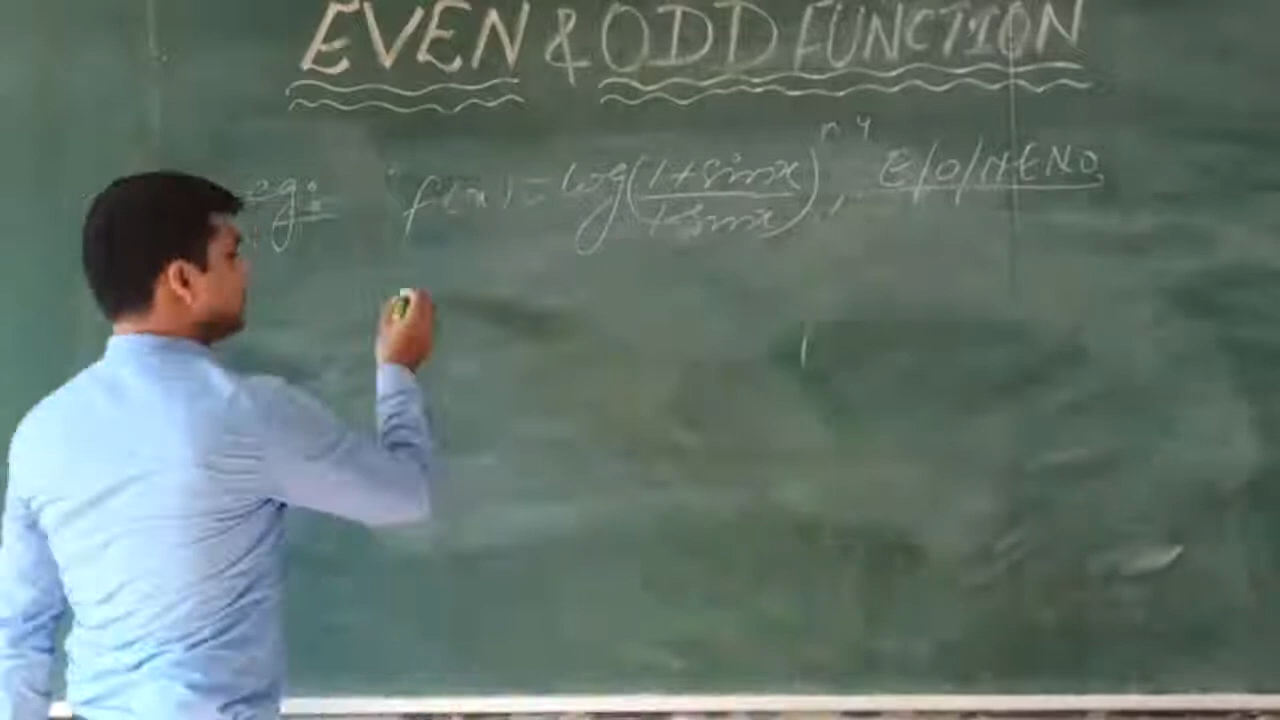 EVEN & ODD FUNCTION
eg: f(x) = log(1+sinx/1-sinx), E/O/NENO